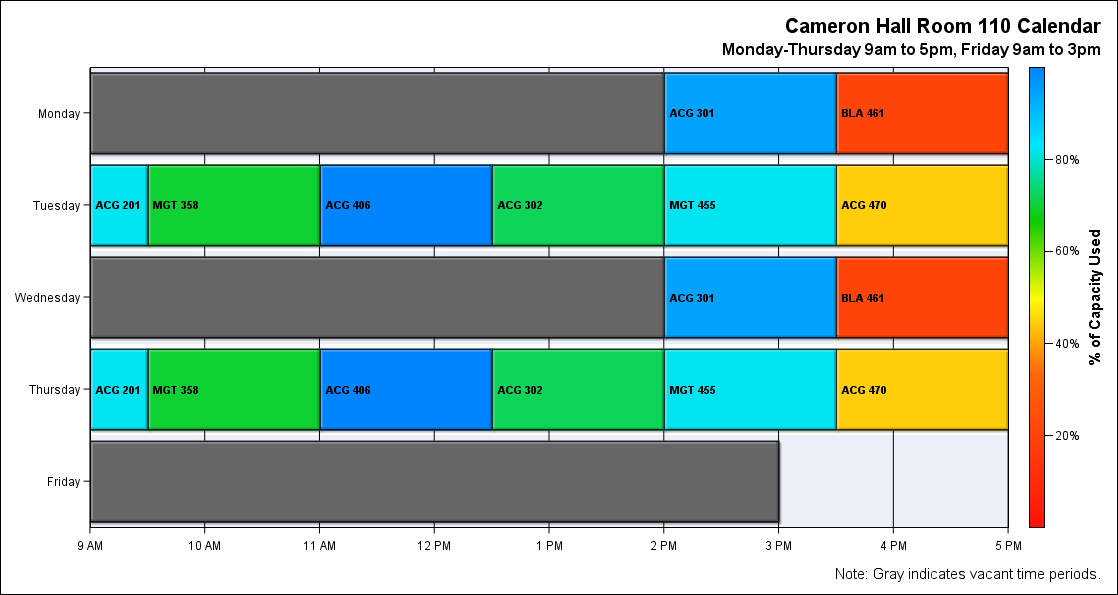 Cameron Hall Room 110 Calendar
Monday-Thursday 9am to 5pm, Friday 9am to 3pm
Monday
ACG 301
BLA 461
80%
Tuesday
ACG 201
MGT 358
ACG 406
ACG 302
MGT 455
ACG 470
60%
% of Capacity Used
Wednesday
ACG 301
BLA 461
40%
Thursday
ACG 201
MGT 358
ACG 406
ACG 302
MGT 455
ACG 470
20%
Friday
9 AM
10 AM
11 AM
12 PM
1 PM
2 PM
3 PM
4 PM
5 PM
Note: Gray indicates vacant time periods.